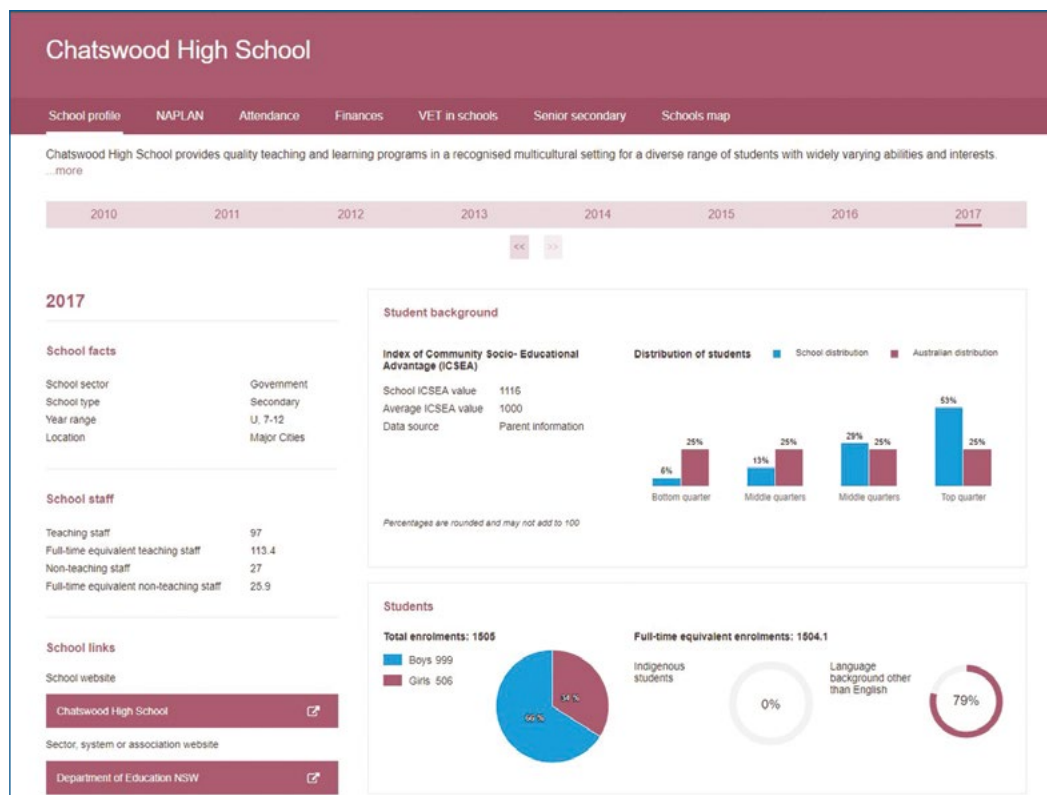 Chatswood High School
School profile NAPLAN Attendance Finances VET in schools Senior secondary Schools map
Chatswood High School provides quality teaching and learning programs in a recognised multicultural setting for a diverse range of students with widely varying abilities and interests.
...more
2010 2011 2012 2013 2014 2015 2016 2017
<< >>
2017
School facts
School sector Government
School type Secondary
Year range U, 7-12
Location Major Cities
School staff
Teaching staff 97
Full-time equivalent teaching staff 113.4
Non-teaching staff 27
Full-time equivalent non-teaching staff 25.9
School links
School website
Chatswood High School
Sector, system or association website
Department of Education NSW
Student background
Index of Community Socio- Educational
Advantage (ICSEA)
School ICSEA value 1116
Average ICSEA value 1000
Data source Parent information
Percentages are rounded and may not add to 100
Distribution of students School distribution Australian distribution
6% 25% 13% 25% 29% 25% 53% 25%
Bottom quarter Middle quarters Middle quarters Top quarter
Students
Total enrolments: 1505
Boys 999
Girls 506
34 %
66 %
Full-time equivalent enrolments: 1504.1
Indigenous
students
0%
Language
background other
than English
79%